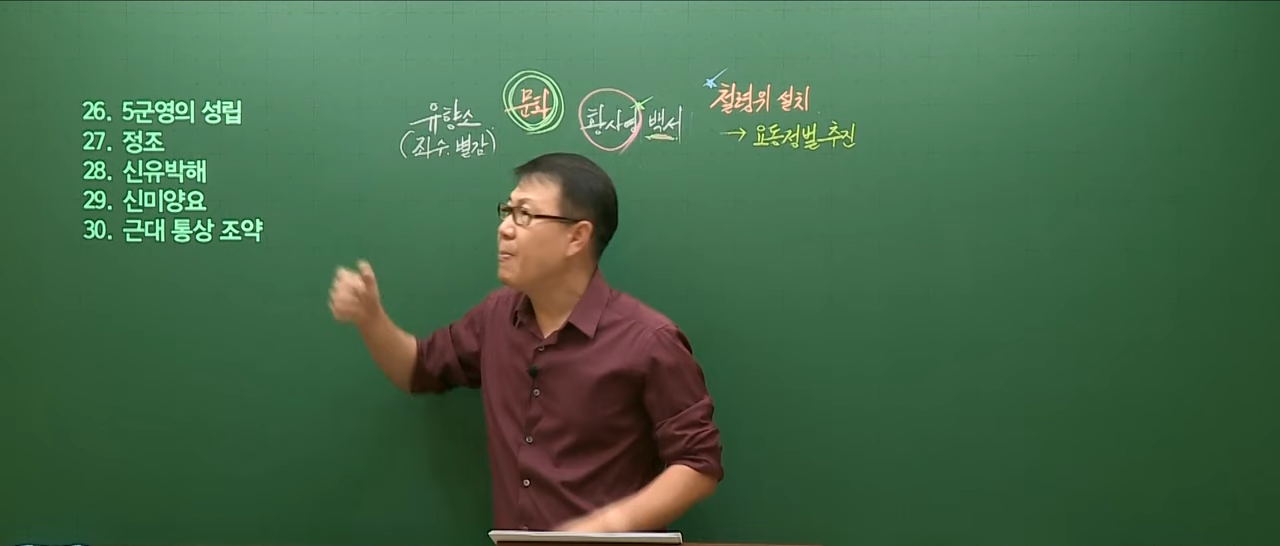 26. 5군영의 성립
27. 정조
28. 신유박해
29. 신미양요
30. 근대 통상 조약
유향소
(좌수. 별감)
문화
황사영 백서
철령위 설치
→ 요동정벌 추진